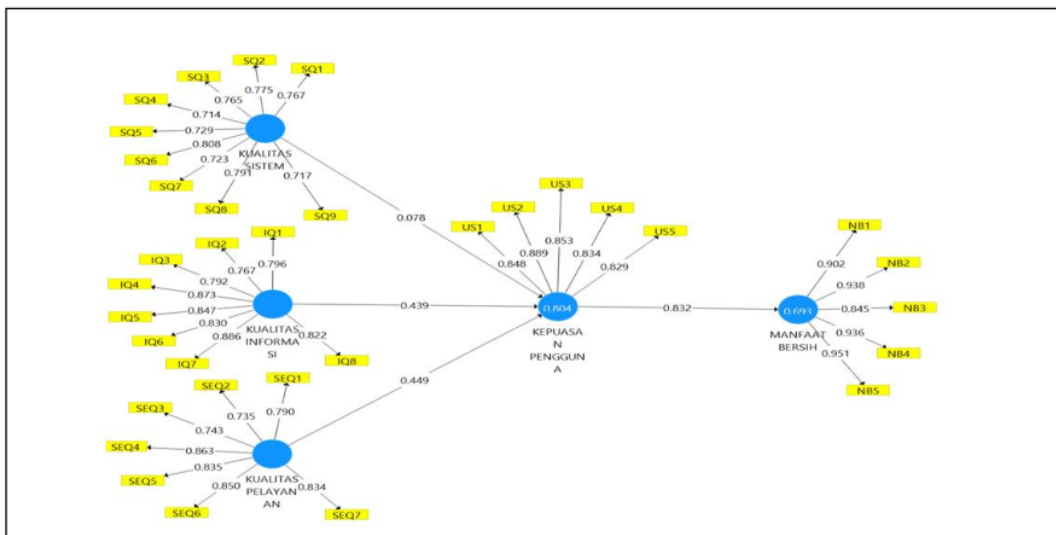 SQ2
SQ1
SQ3
0.775
0.767
0.765
SQ4
0.714
SQ5
0.729
0.808
SQ6
0.723
SQ7
0.791
0.717
SQ8
SQ9
KUALITAS
SISTEM
0.078
IQ1
IQ2
0.796
IQ3
0.767
0.792
IQ4
0.873
IQ5
0.847
0.830
IQ6
0.886
0.822
IQ7
IQ8
KUALITAS
INFORMA
SI
0.439
SEQ1
SEQ2
0.790
SEQ3
0.735
0.743
SEQ4
0.863
0.835
SEQ5
0.850
0.834
SEQ6
SEQ7
KUALITAS
PELAYAN
AN
0.449
US3
US2
US4
US1
US5
0.853
0.889
0.834
0.848
0.829
0.804
KEPUASA
N
PENGGUN
A
0.832
NB1
0.902
NB2
0.938
NB3
0.845
0.936
NB4
0.951
NB5
0.693
MANFAAT
BERSIH